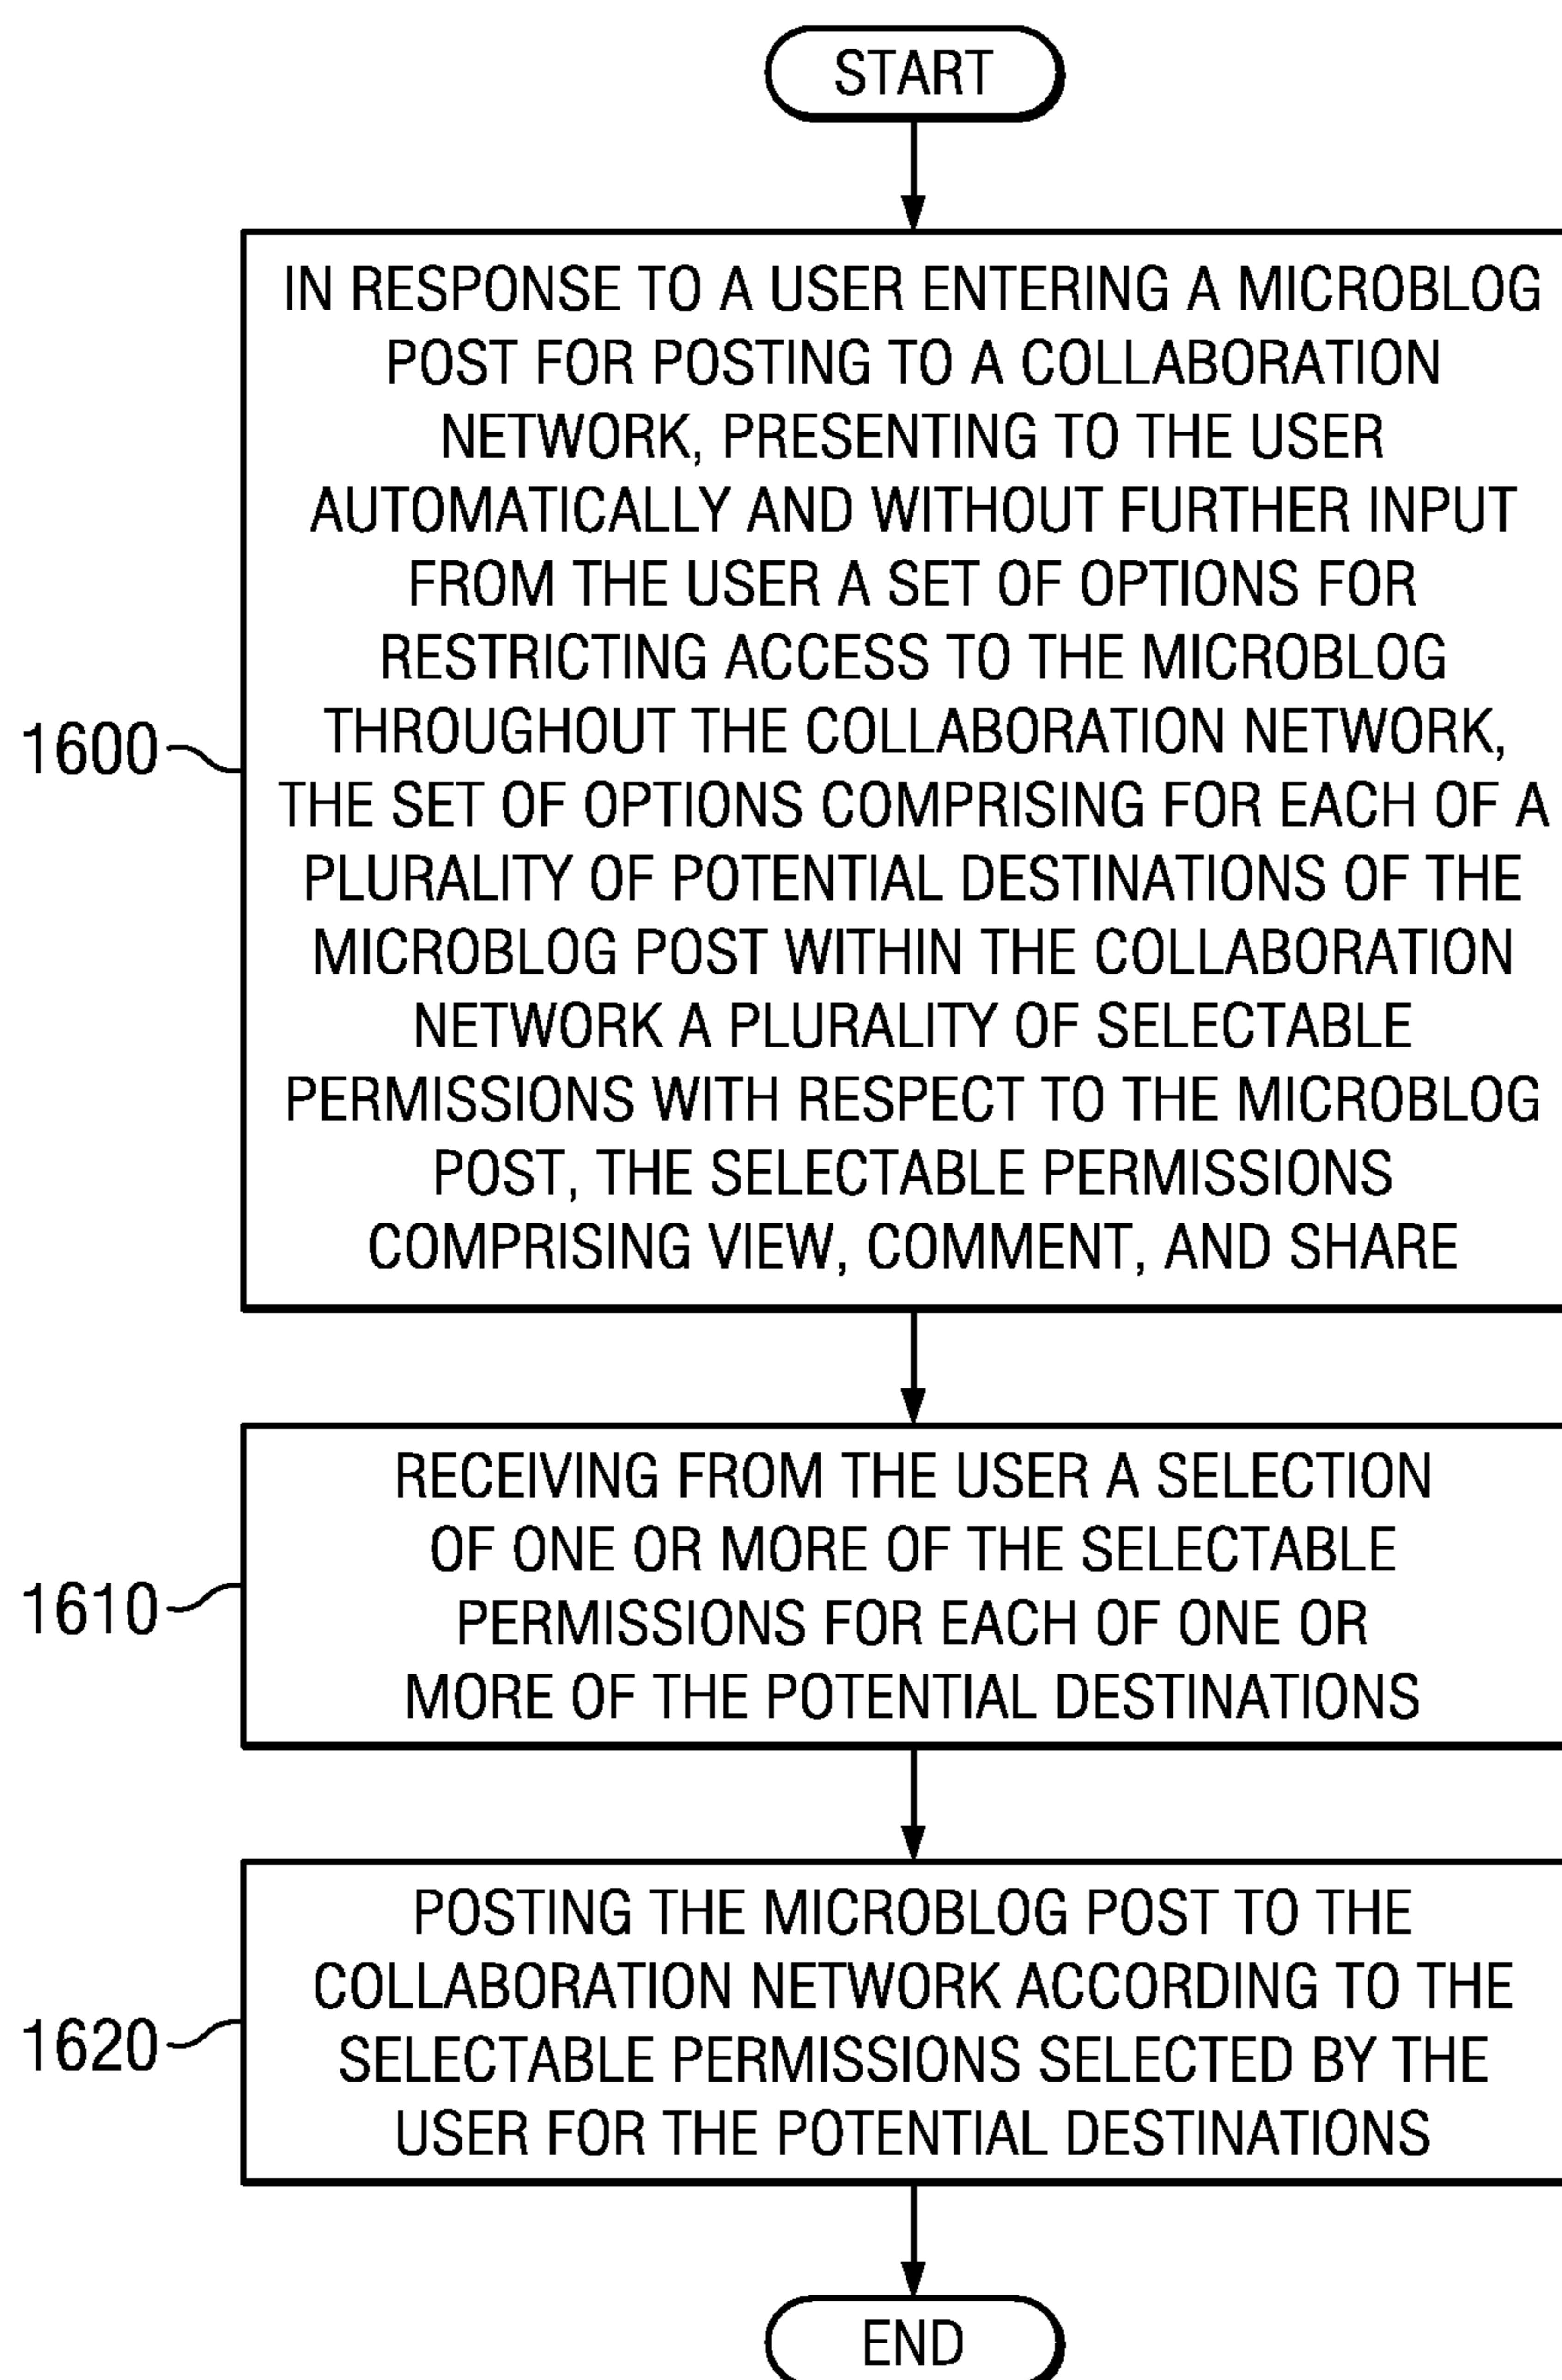 START
IN RESPONSE TO A USER ENTERING A MICROBLOG
POST FOR POSTING TO A COLLABORATION
NETWORK, PRESENTING TO THE USER
AUTOMATICALLY AND WITHOUT FURTHER INPUT
FROM THE USER A SET OF OPTIONS FOR
RESTRICTING ACCESS TO THE MICROBLOG
THROUGHOUT THE COLLABORATION NETWORK,
THE SET OF OPTIONS COMPRISING FOR EACH OF A
PLURALITY OF POTENTIAL DESTINATIONS OF THE
MICROBLOG POST WITHIN THE COLLABORATION
NETWORK A PLURALITY OF SELECTABLE
PERMISSIONS WITH RESPECT TO THE MICROBLOG
POST, THE SELECTABLE PERMISSIONS
COMPRISING VIEW, COMMENT, AND SHARE
1600
RECEIVING FROM THE USER A SELECTION
OF ONE OR MORE OF THE SELECTABLE
PERMISSIONS FOR EACH OF ONE OR
MORE OF THE POTENTIAL DESTINATIONS
1610
POSTING THE MICROBLOG POST TO THE
COLLABORATION NETWORK ACCORDING TO THE
SELECTABLE PERMISSIONS SELECTED BY THE
USER FOR THE POTENTIAL DESTINATIONS
1620
END